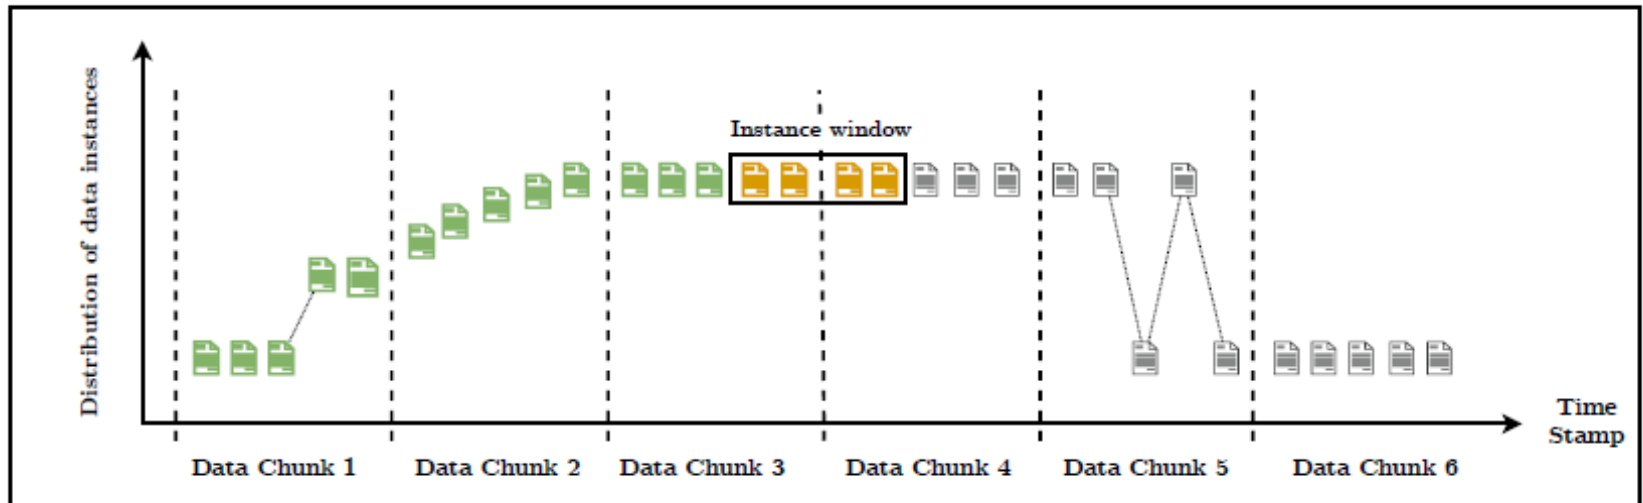 Distribution of data instances
Instance window
Time
Stamp
Data Chunk 1
Data Chunk 2
Data Chunk 3
Data Chunk 4
Data Chunk 5
Data Chunk 6